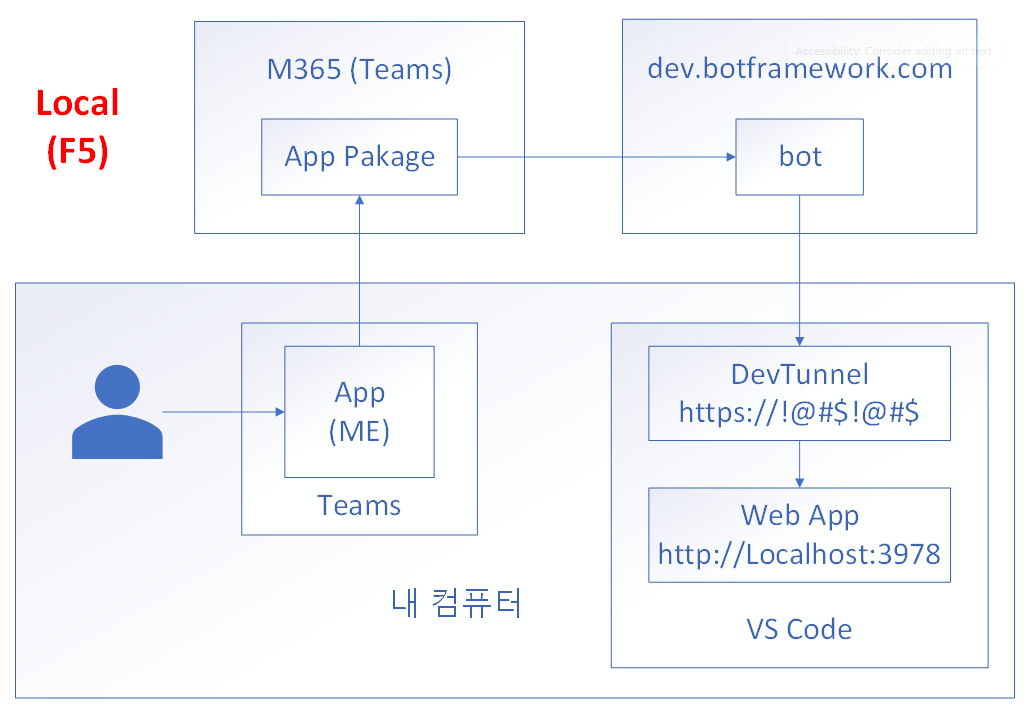 Local
(F5)
M365 (Teams)
App Pakage
Accessibility: Consider adding alt text
dev.botframework.com
bot
App
(ME)
Teams
DevTunnel
https://!@#$!@#$
Web App
http://Localhost:3978
VS Code
내 컴퓨터